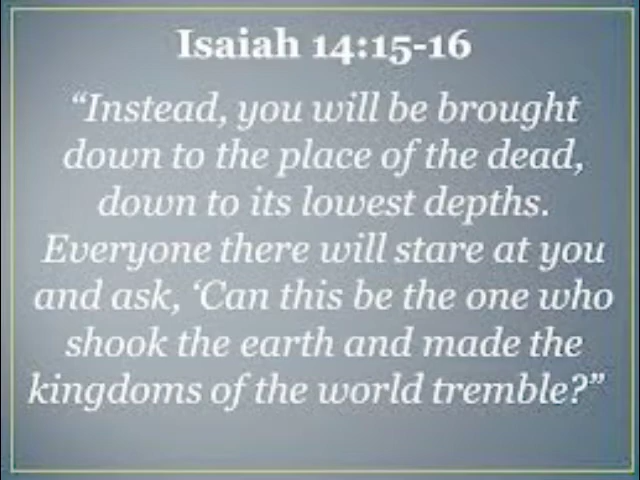 Isaiah 14:15-16
“Instead, you will be brought
down to the place of the dead,
down to its lowest depths.
Everyone there will stare at you
and ask, ‘Can this be the one who
shook the earth and made the
kingdoms of the world tremble?”